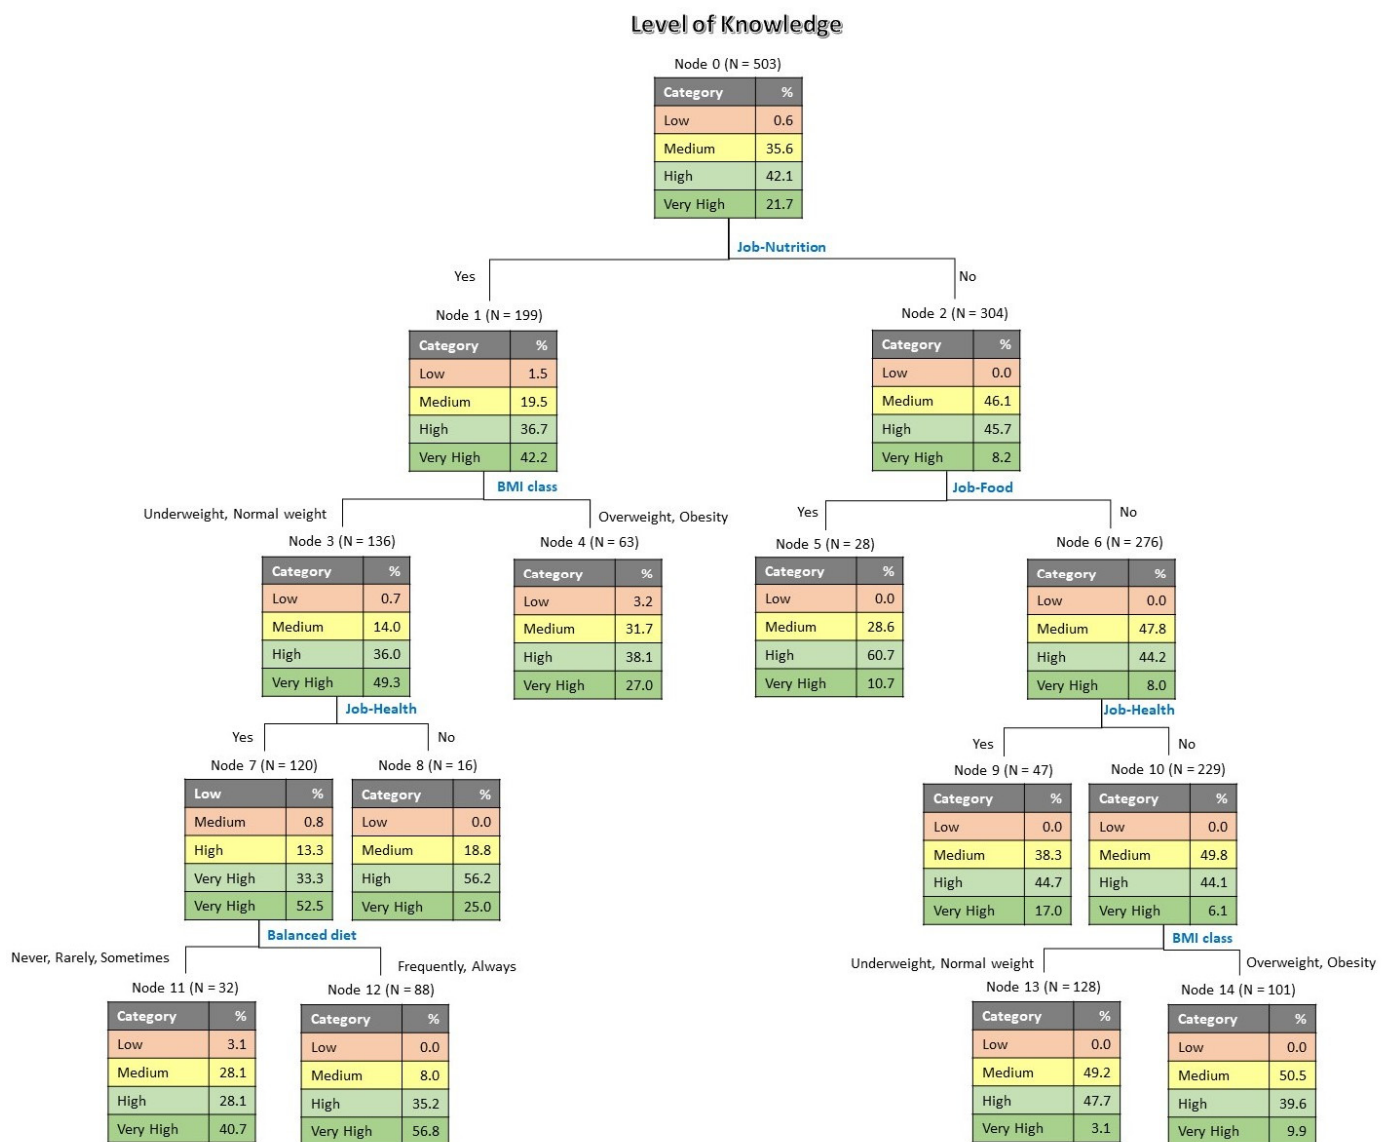 Level of Knowledge
Node 0 (N = 503)
Category %
Low 0.6
Medium 35.6
High 42.1
Very High 21.7
Job-Nutrition
Yes
No
Node 1 (N = 199)
Category %
Low 1.5
Medium 19.5
High 36.7
Very High 42.2
Node 2 (N = 304)
Category %
Low 0.0
Medium 46.1
High 45.7
Very High 8.2
BMI class
Underweight, Normal weight
Overweight, Obesity
Job-Food
Yes
No
Node 3 (N = 136)
Category %
Low 0.7
Medium 14.0
High 36.0
Very High 49.3
Node 4 (N = 63)
Category %
Low 3.2
Medium 31.7
High 38.1
Very High 27.0
Node 5 (N = 28)
Category %
Low 0.0
Medium 28.6
High 60.7
Very High 10.7
Node 6 (N = 276)
Category %
Low 0.0
Medium 47.8
High 44.2
Very High 8.0
Job-Health
Yes
No
Job-Health
Yes
No
Node 7 (N = 120)
Low %
Medium 0.8
High 13.3
Very High 33.3
Very High 52.5
Node 8 (N = 16)
Category %
Low 0.0
Medium 18.8
High 56.2
Very High 25.0
Node 9 (N = 47)
Category %
Low 0.0
Medium 38.3
High 44.7
Very High 17.0
Node 10 (N = 229)
Category %
Low 0.0
Medium 49.8
High 44.1
Very High 6.1
Balanced diet
Never, Rarely, Sometimes
Frequently, Always
BMI class
Underweight, Normal weight
Overweight, Obesity
Node 11 (N = 32)
Category %
Low 3.1
Medium 28.1
High 28.1
Very High 40.7
Node 12 (N = 88)
Category %
Low 0.0
Medium 8.0
High 35.2
Very High 56.8
Node 13 (N = 128)
Category %
Low 0.0
Medium 49.2
High 47.7
Very High 3.1
Node 14 (N = 101)
Category %
Low 0.0
Medium 50.5
High 39.6
Very High 9.9